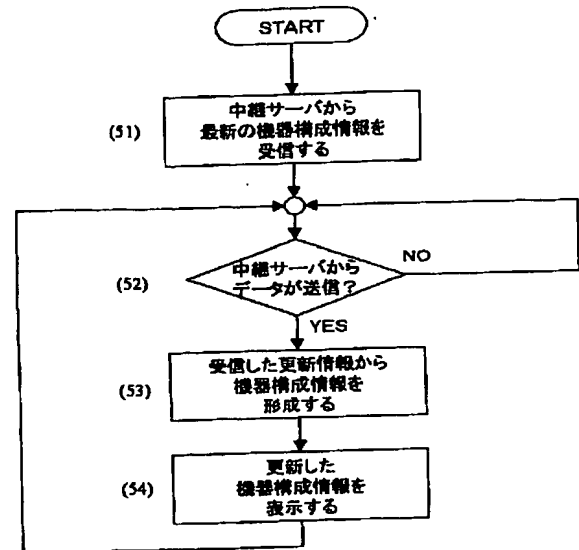 START
(51)
中継サーバから
最新の機器構成情報を
受信する
(52)
中継サーバから
データが送信?
NO
YES
(53)
受信した更新情報から
機器構成情報を
形成する
(54)
更新した
機器構成情報を
表示する